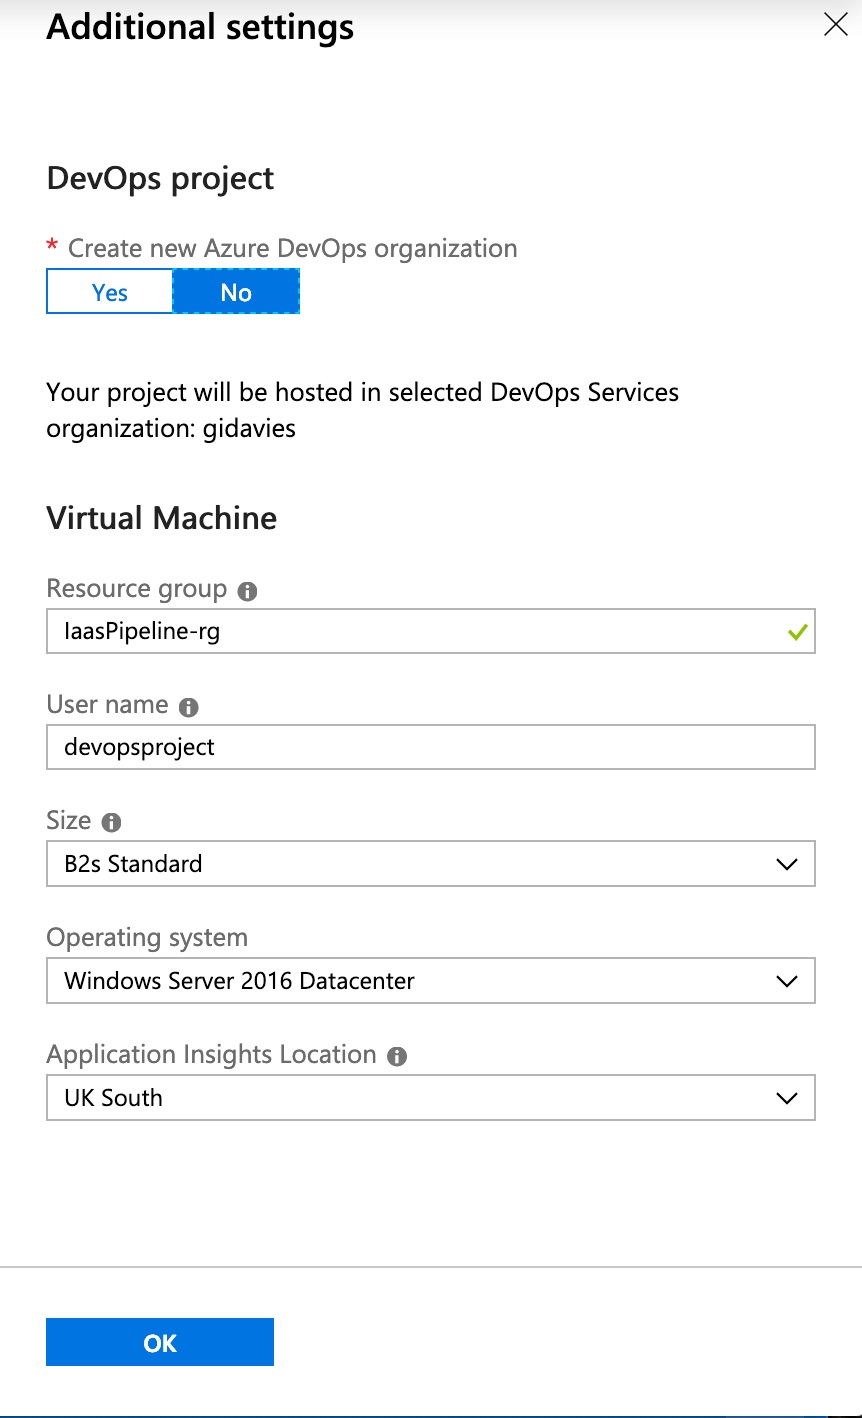 Additional settings
DevOps project
* Create new Azure DevOps organization
Yes No
Your project will be hosted in selected DevOps Services
organization: gidavies
Virtual Machine
Resource group
IaasPipeline-rg
User name
devopsproject
Size
B2s Standard
Operating system
Windows Server 2016 Datacenter
Application Insights Location
UK South
OK